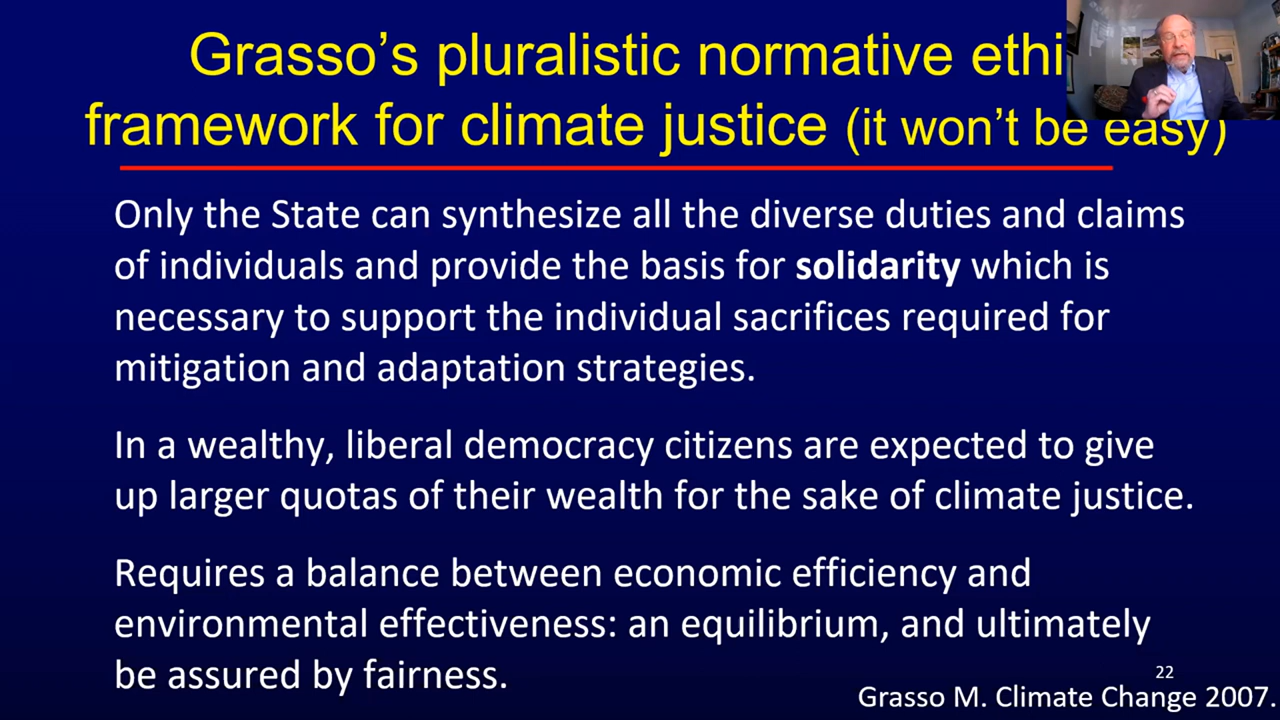 Grasso’s pluralistic normative ethi
framework for climate justice (it won’t be easy)
Only the State can synthesize all the diverse duties and claims
of individuals and provide the basis for solidarity which is
necessary to support the individual sacrifices required for
mitigation and adaptation strategies.
In a wealthy, liberal democracy citizens are expected to give
up larger quotas of their wealth for the sake of climate justice.
Requires a balance between economic efficiency and
environmental effectiveness: an equilibrium, and ultimately
be assured by fairness.
22
Grasso M. Climate Change 2007.